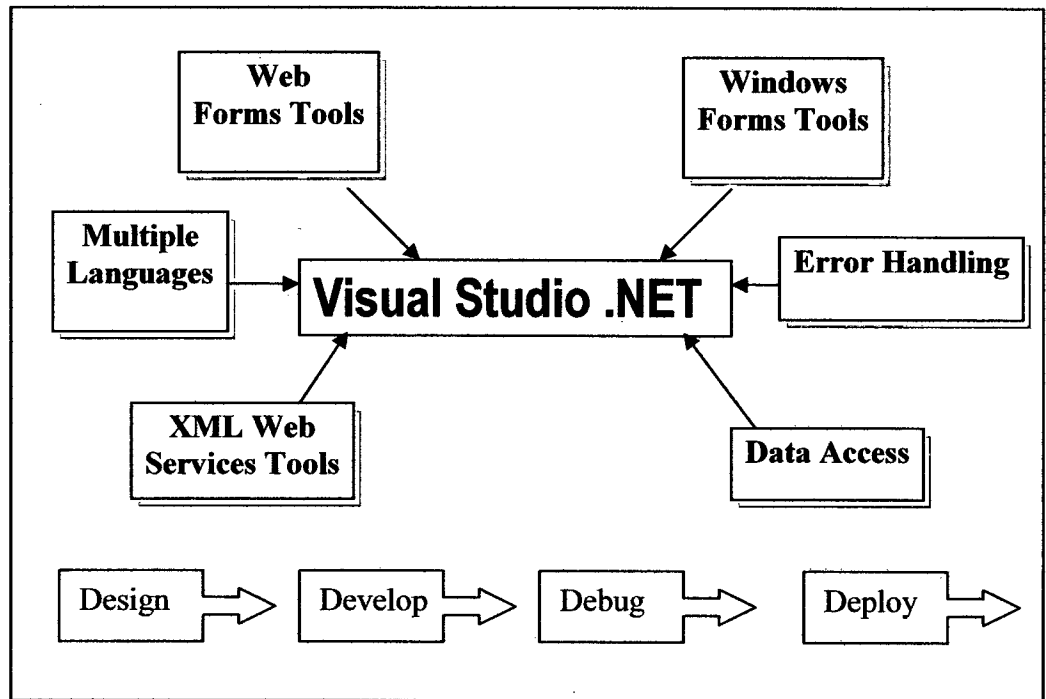 Web
Forms Tools
Windows
Forms Tools
Multiple
Languages
Visual Studio .NET
Error Handling
XML Web
Services Tools
Data Access
Design
Develop
Debug
Deploy